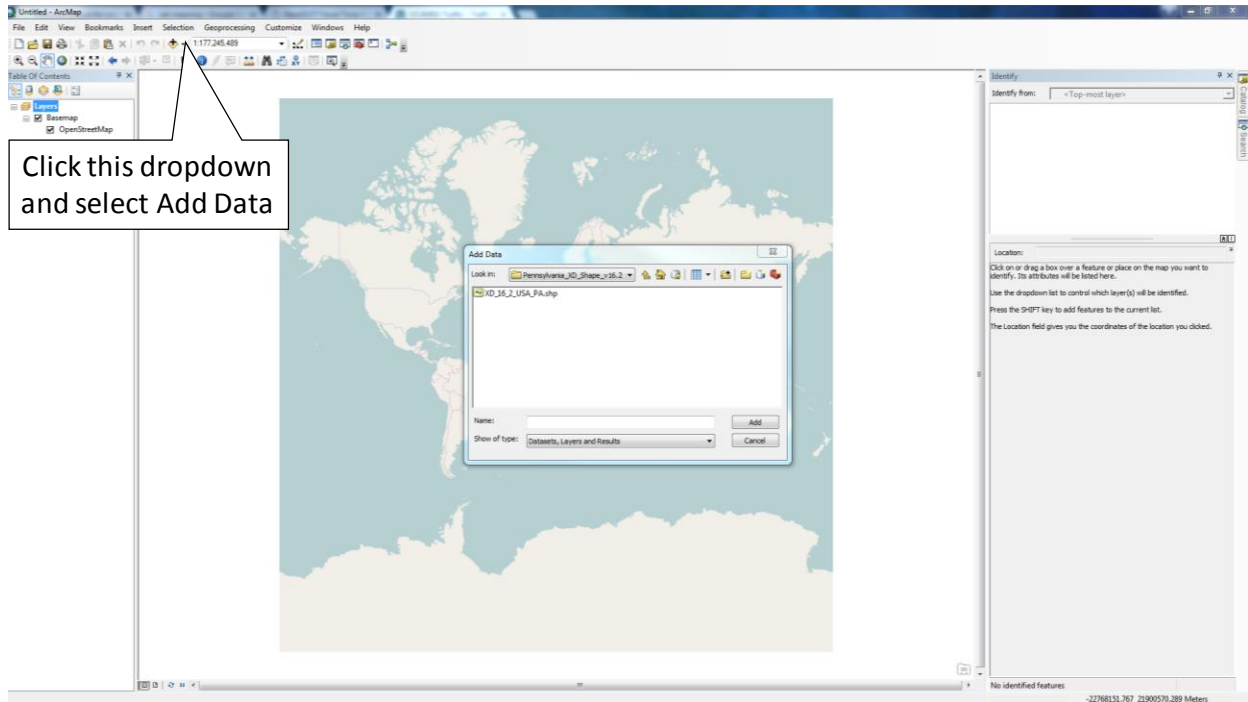 Untitled - ArcMap
File Edit View Bookmarks Insert Selection Geoprocessing Customize Windows Help
1:177,245,489
Table Of Contents
Layers
Basemap
OpenStreetMap
Click this dropdown
and select Add Data
Add Data
Look in: Pennsylvania_XD_Shape_v16.2
XD_16_2_USA_PA.shp
Name:
Add
Show of type: Datasets, Layers and Results
Cancel
Identify
Identify from: <Top-most layer>
Location:
Click on or drag a box over a feature or place on the map you want to
identify. Its attributes will be listed here.
Use the dropdown list to control which layer(s) will be identified.
Press the SHIFT key to add features to the current list.
The Location field gives you the coordinates of the location you clicked.
No identified features
Catalog
Search
-22768151.767 21900570.289 Meters